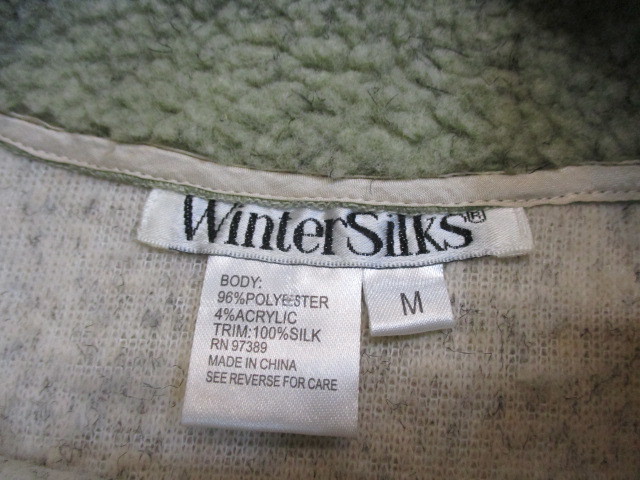 WinterSilks®
BODY:
96%POLYESTER
4%ACRYLIC
TRIM:100%SILK
RN 97389
MADE IN CHINA
SEE REVERSE FOR CARE
M